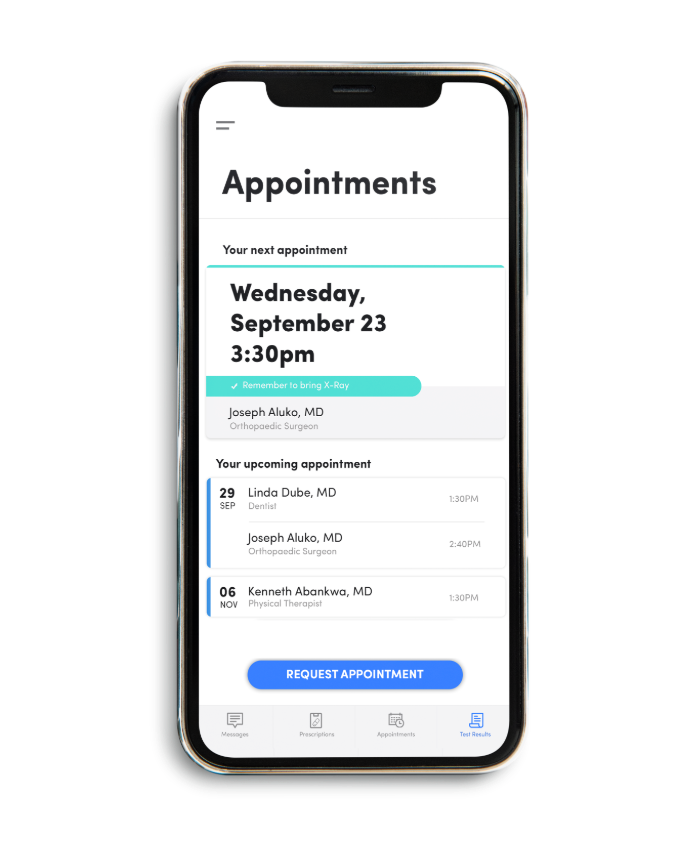 Appointments
Your next appointment
Wednesday,
September 23
3:30pm
Remember to bring X-Ray
Joseph Aluko, MD
Orthopaedic Surgeon
Your upcoming appointment
29 Linda Dube, MD
SEP Dentist 1:30PM
Joseph Aluko, MD
Orthopaedic Surgeon 2:40PM
06 Kenneth Abankwa, MD
NOV Physical Therapist 1:30PM
REQUEST APPOINTMENT
Messages Prescriptions Appointments Test Results